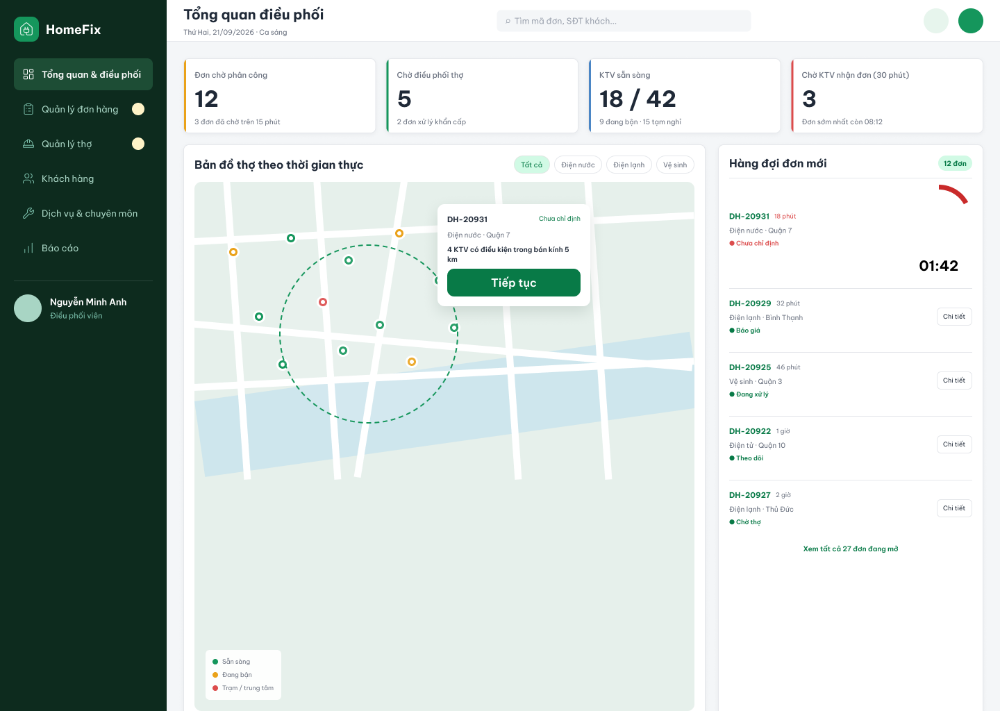 HomeFix
Tổng quan & điều phối
Quản lý đơn hàng
Quản lý thợ
Khách hàng
Dịch vụ & chuyên môn
Báo cáo
Nguyễn Minh Anh
Điều phối viên
Tổng quan điều phối
Thứ Hai, 21/09/2026 · Ca sáng
Tìm mã đơn, SĐT khách...
Đơn chờ phân công
12
3 đơn đã chờ trên 15 phút
Chờ điều phối thợ
5
2 đơn xử lý khẩn cấp
KTV sẵn sàng
18 / 42
9 đang bận · 15 tạm nghỉ
Chờ KTV nhận đơn (30 phút)
3
Đơn sớm nhất còn 08:12
Bản đồ thợ theo thời gian thực
Tất cả
Điện nước
Điện lạnh
Vệ sinh
DH-20931 Chưa chỉ định
Điện nước · Quận 7
4 KTV có điều kiện trong bán kính 5
km
Tiếp tục
Sẵn sàng
Đang bận
Trạm / trung tâm
Hàng đợi đơn mới
12 đơn
DH-20931 18 phút
Điện nước · Quận 7
Chưa chỉ định
01:42
DH-20929 32 phút
Điện lạnh · Bình Thạnh
Báo giá
Chi tiết
DH-20925 46 phút
Vệ sinh · Quận 3
Đang xử lý
Chi tiết
DH-20922 1 giờ
Điện tử · Quận 10
Theo dõi
Chi tiết
DH-20927 2 giờ
Điện lạnh · Thủ Đức
Chờ thợ
Chi tiết
Xem tất cả 27 đơn đang mở